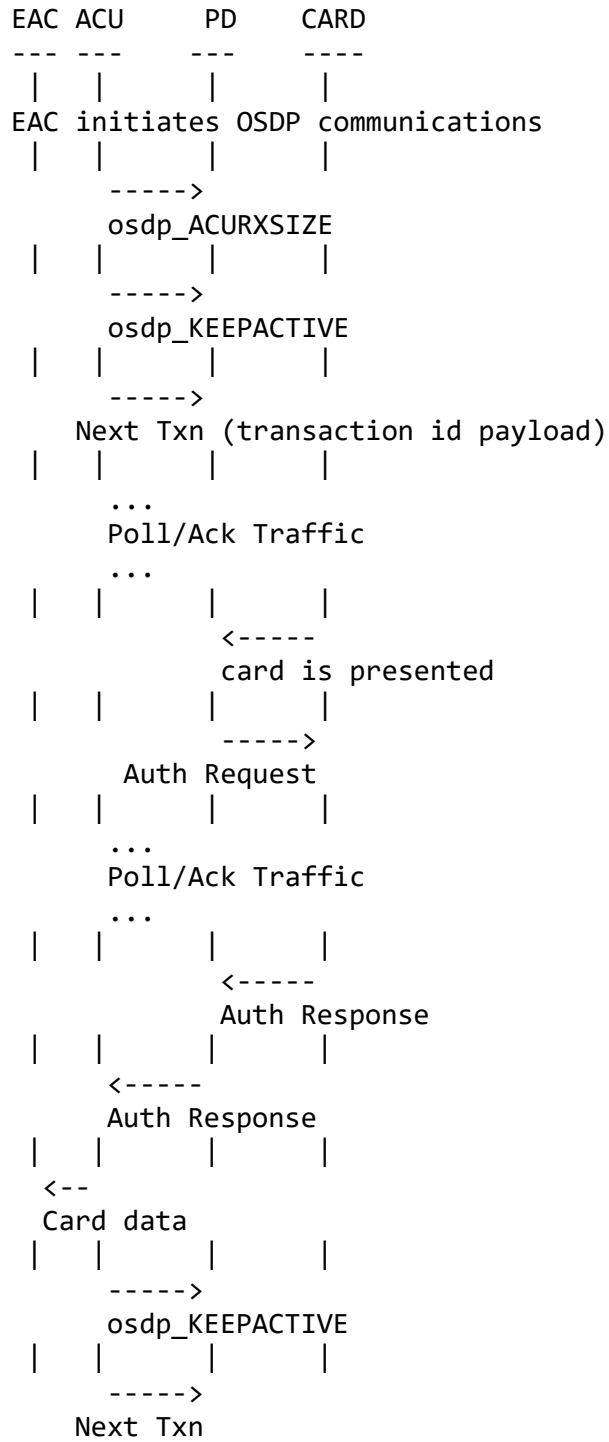 EAC ACU      PD     CARD
--- ---     ---     ----
 |   |       |       |
EAC initiates OSDP communications
 |   |       |       |
      ----->
      osdp_ACURXSIZE
 |   |       |       |
      ----->
      osdp_KEEPACTIVE
 |   |       |       |
      ----->
    Next Txn (transaction id payload)
 |   |       |       |
      ...
      Poll/Ack Traffic
      ...
 |   |       |       |
             <-----
             card is presented
 |   |       |       |
             ----->
       Auth Request
 |   |       |       |
      ...
      Poll/Ack Traffic
      ...
 |   |       |       |
             <-----
             Auth Response
 |   |       |       |
      <-----
      Auth Response
 |   |       |       |
  <--
  Card data
 |   |       |       |
      ----->
      osdp_KEEPACTIVE
 |   |       |       |
      ----->
    Next Txn